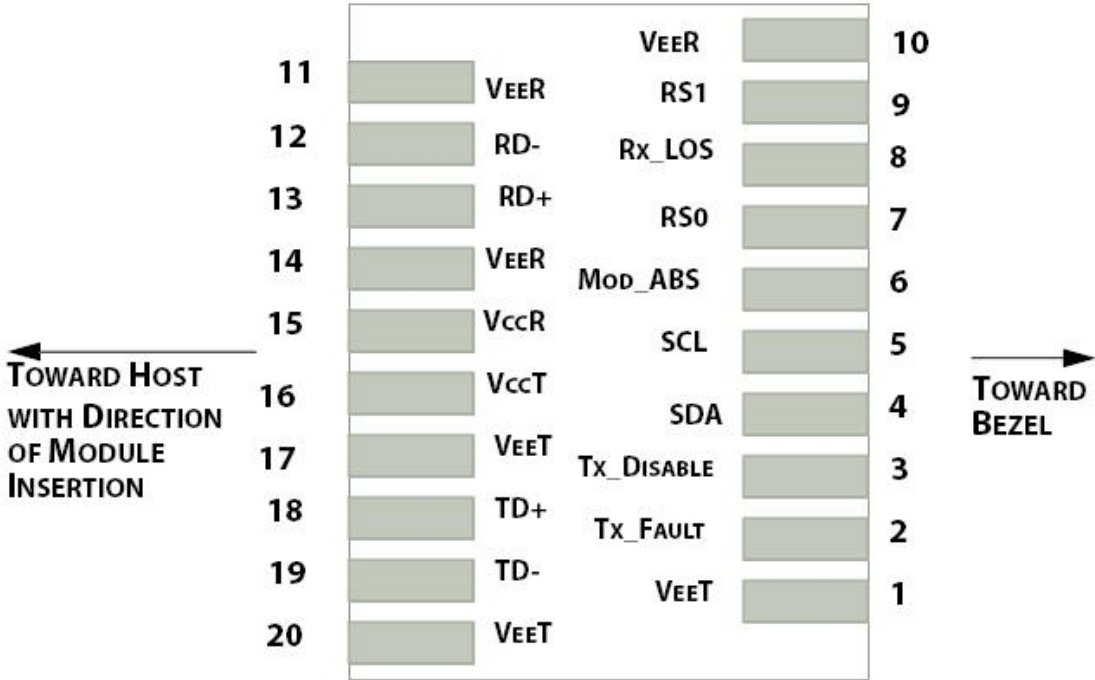 VEER 10
11 VEER
RS1 9
12 RD-
Rx_LOS 8
13 RD+
RS0 7
14 VEER
Mod_ABS 6
15 VccR
SCL 5
TOWARD HOST
WITH DIRECTION
OF MODULE
INSERTION
TOWARD
BEZEL
16 VccT
SDA 4
17 VEET
Tx_Disable 3
18 TD+
Tx_Fault 2
19 TD-
VEET 1
20 VEET